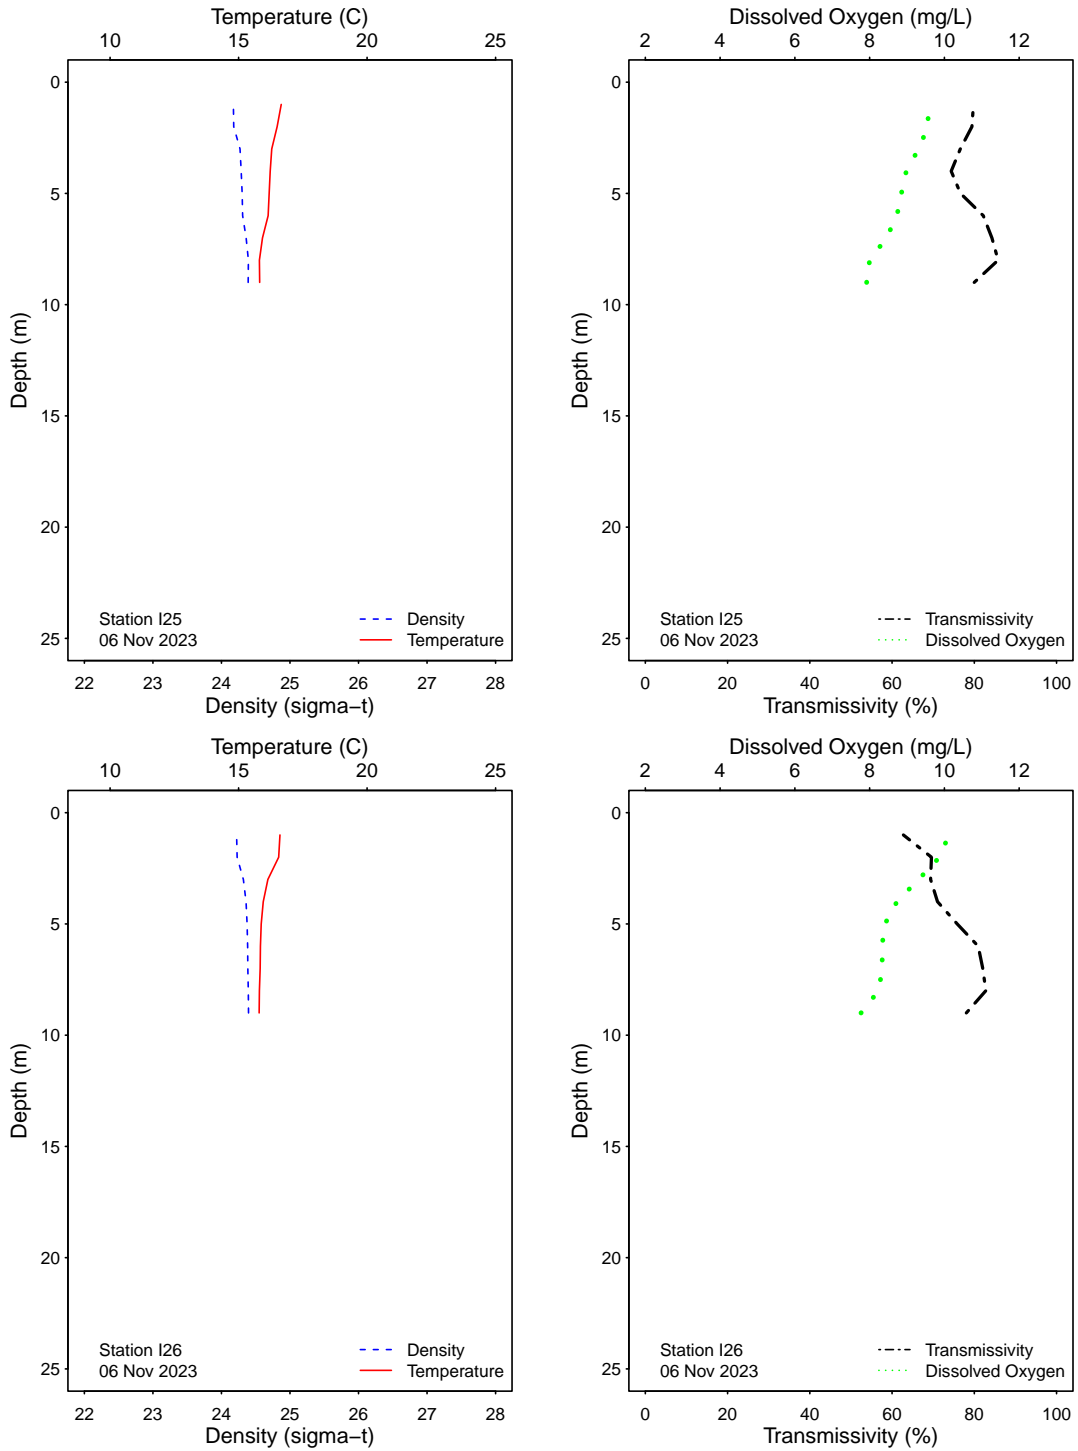 Temperature (C)
10 15 20 25
0
5
10
15
20
25
Depth (m)
Station I25
06 Nov 2023
Density
Temperature
22 23 24 25 26 27 28
Density (sigma−t)
Dissolved Oxygen (mg/L)
2 4 6 8 10 12
0
5
10
15
20
25
Depth (m)
Station I25
06 Nov 2023
Transmissivity
Dissolved Oxygen
0 20 40 60 80 100
Transmissivity (%)
Temperature (C)
10 15 20 25
0
5
10
15
20
25
Depth (m)
Station I26
06 Nov 2023
Density
Temperature
22 23 24 25 26 27 28
Density (sigma−t)
Dissolved Oxygen (mg/L)
2 4 6 8 10 12
0
5
10
15
20
25
Depth (m)
Station I26
06 Nov 2023
Transmissivity
Dissolved Oxygen
0 20 40 60 80 100
Transmissivity (%)